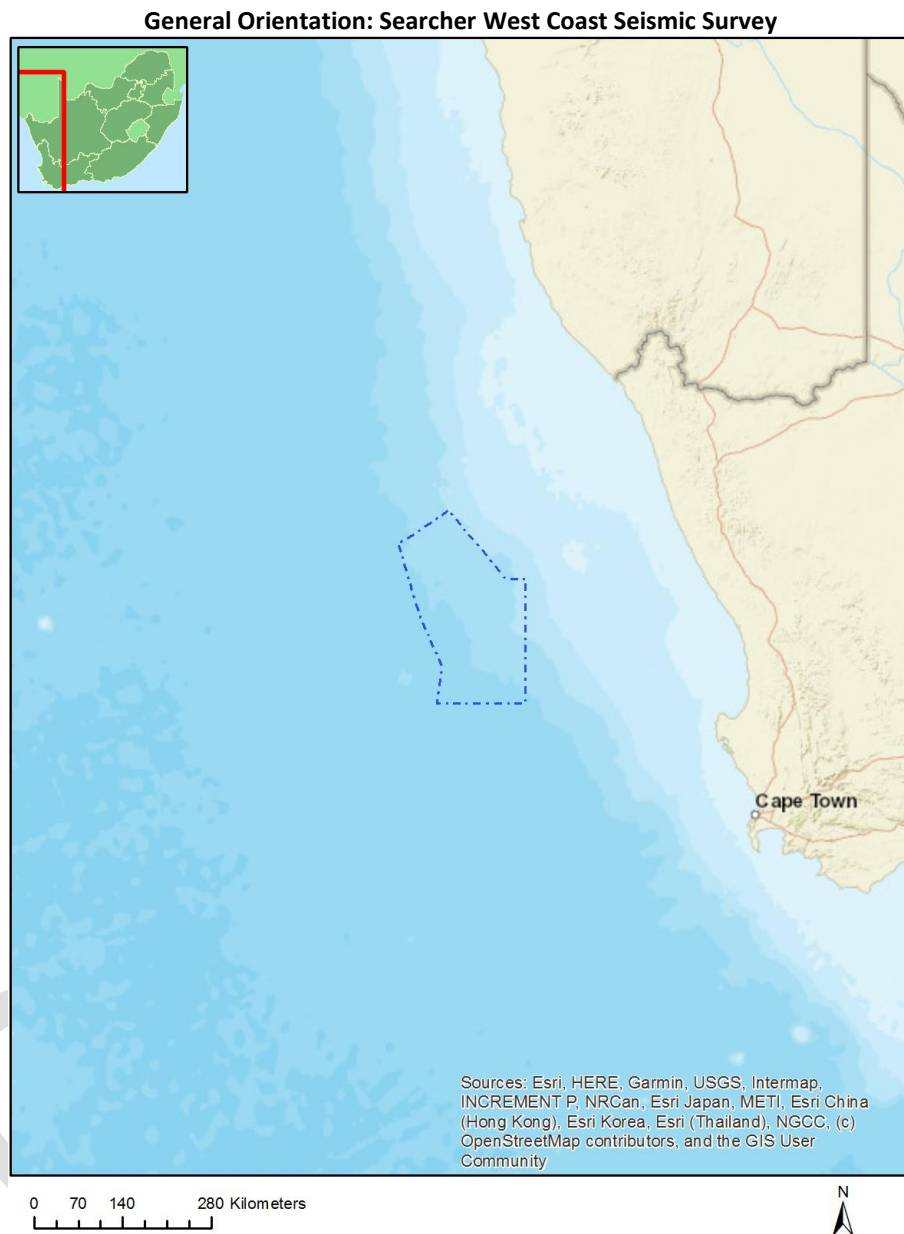 General Orientation: Searcher West Coast Seismic Survey
Cape Town
Sources: Esri, HERE, Garmin, USGS, Intermap,
INCREMENT P, NRCan, Esri Japan, METI, Esri China
(Hong Kong), Esri Korea, Esri (Thailand), NGCC, (c)
OpenStreetMap contributors, and the GIS User
Community
0 70 140 280 Kilometers
N